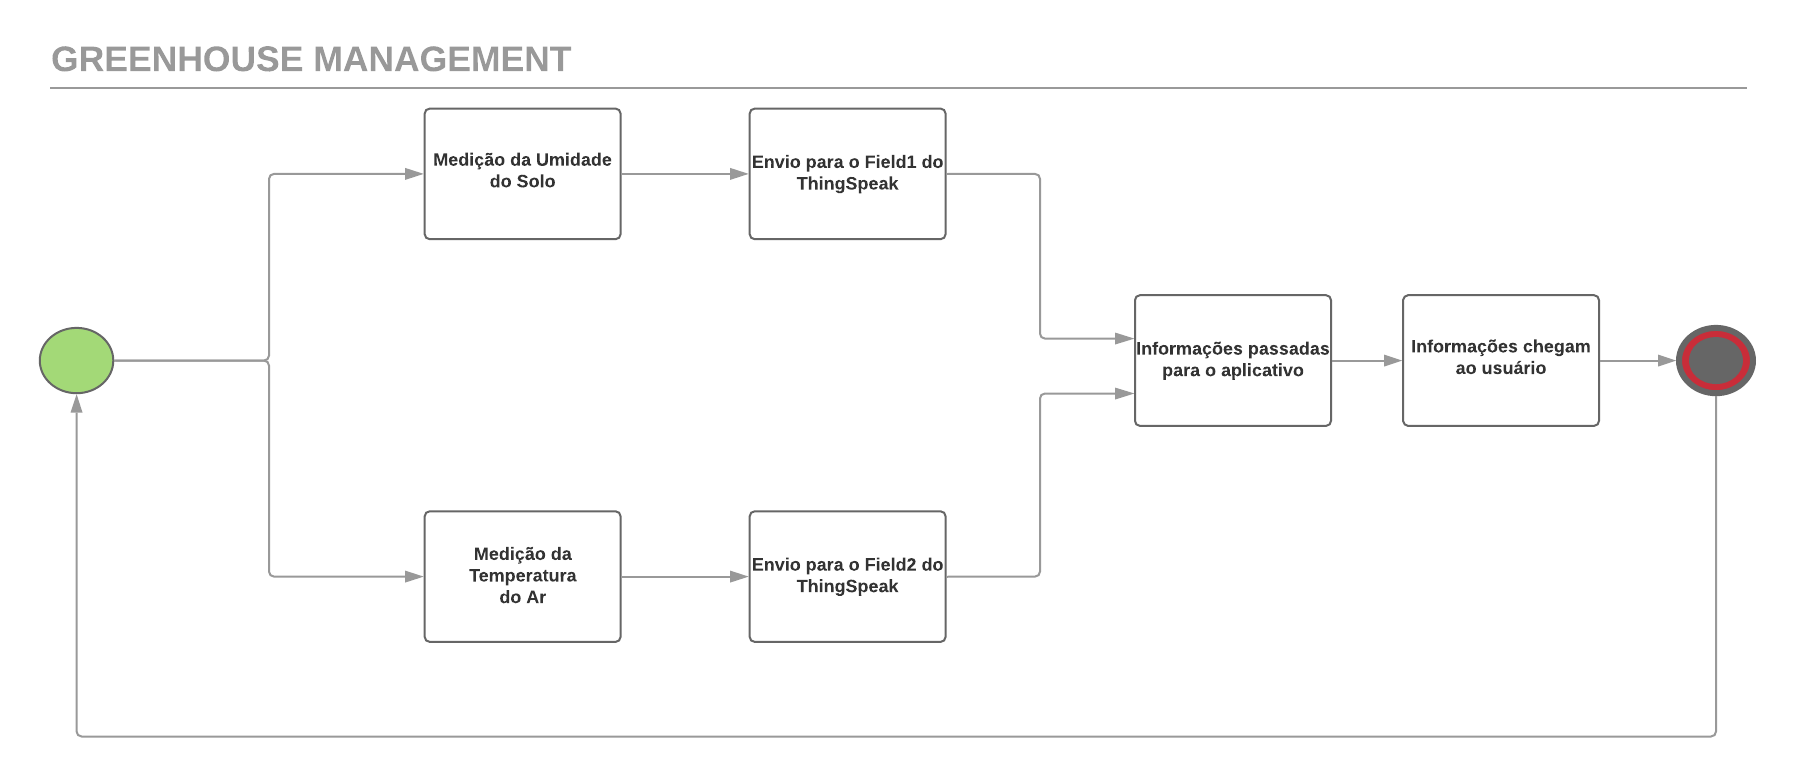 GREENHOUSE MANAGEMENT
Medição da Umidade
do Solo
Envio para o Field1 do
ThingSpeak
Informações passadas
para o aplicativo
Informações chegam
ao usuário
Medição da
Temperatura
do Ar
Envio para o Field2 do
ThingSpeak